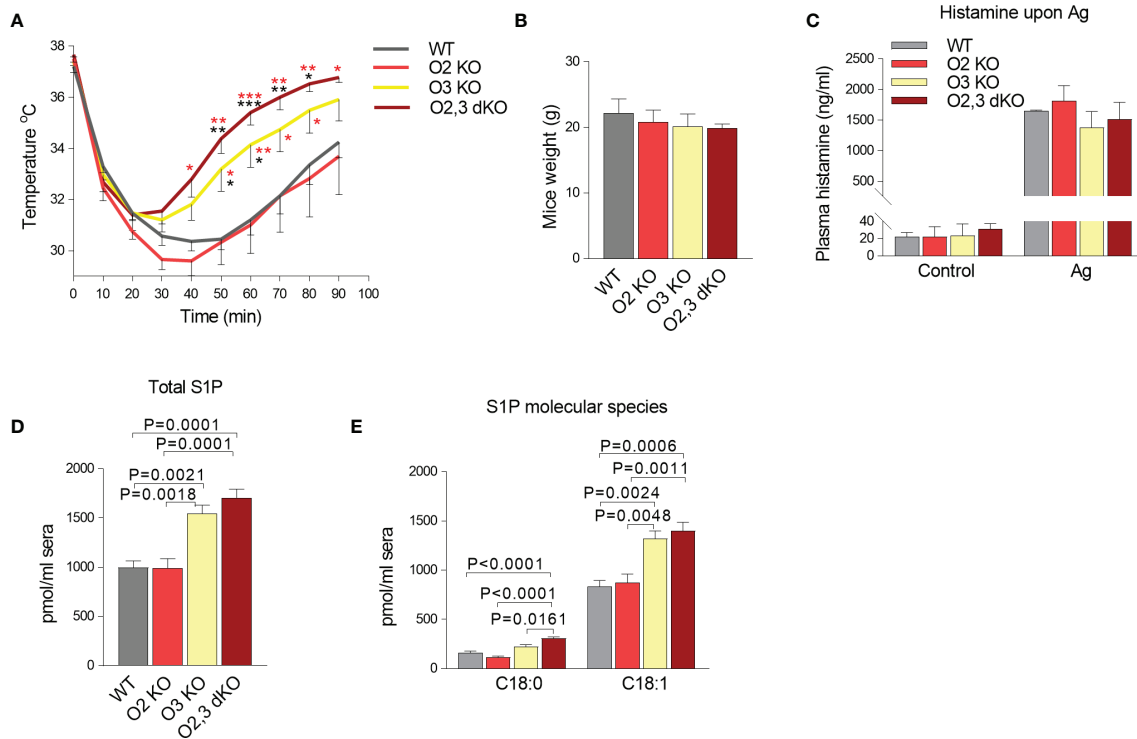 A
38
36
34
32
30
Temperature °C
0 10 20 30 40 50 60 70 80 90 100
Time (min)
WT
O2 KO
O3 KO
O2,3 dKO
*
**
**
*
*
***
***
**
*
**
**
*
**
*
*
*
B
30
20
10
0
Mice weight (g)
WT
O2 KO
O3 KO
O2,3 dKO
C
Histamine upon Ag
WT
O2 KO
O3 KO
O2,3 dKO
2500
2000
1500
1000
500
40
20
0
Plasma histamine (ng/ml)
Control Ag
D
Total S1P
P=0.0001
P=0.0001
P=0.0021
P=0.0018
2000
1500
1000
500
0
pmol/ml sera
WT
O2 KO
O3 KO
O2,3 dKO
E
S1P molecular species
P=0.0006
P=0.0011
P=0.0024
P=0.0048
P<0.0001
P<0.0001
P=0.0161
2000
1500
1000
500
0
pmol/ml sera
C18:0 C18:1